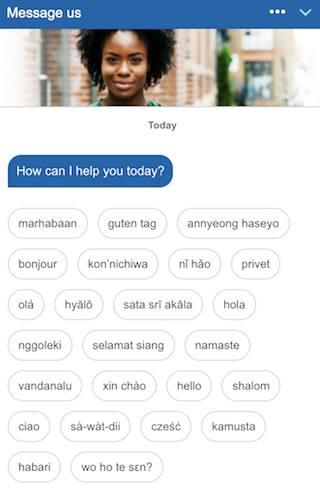 Message us
Today
How can I help you today?
marhabaan guten tag annyeong haseyo
bonjour kon'nichiwa nǐ hǎo privet
olá hyālō sata srī akāla hola
nggoleki selamat siang namaste
vandanalu xin chào hello shalom
ciao sà-wàt-dii cześć kamusta
habari wo ho te sɛn?